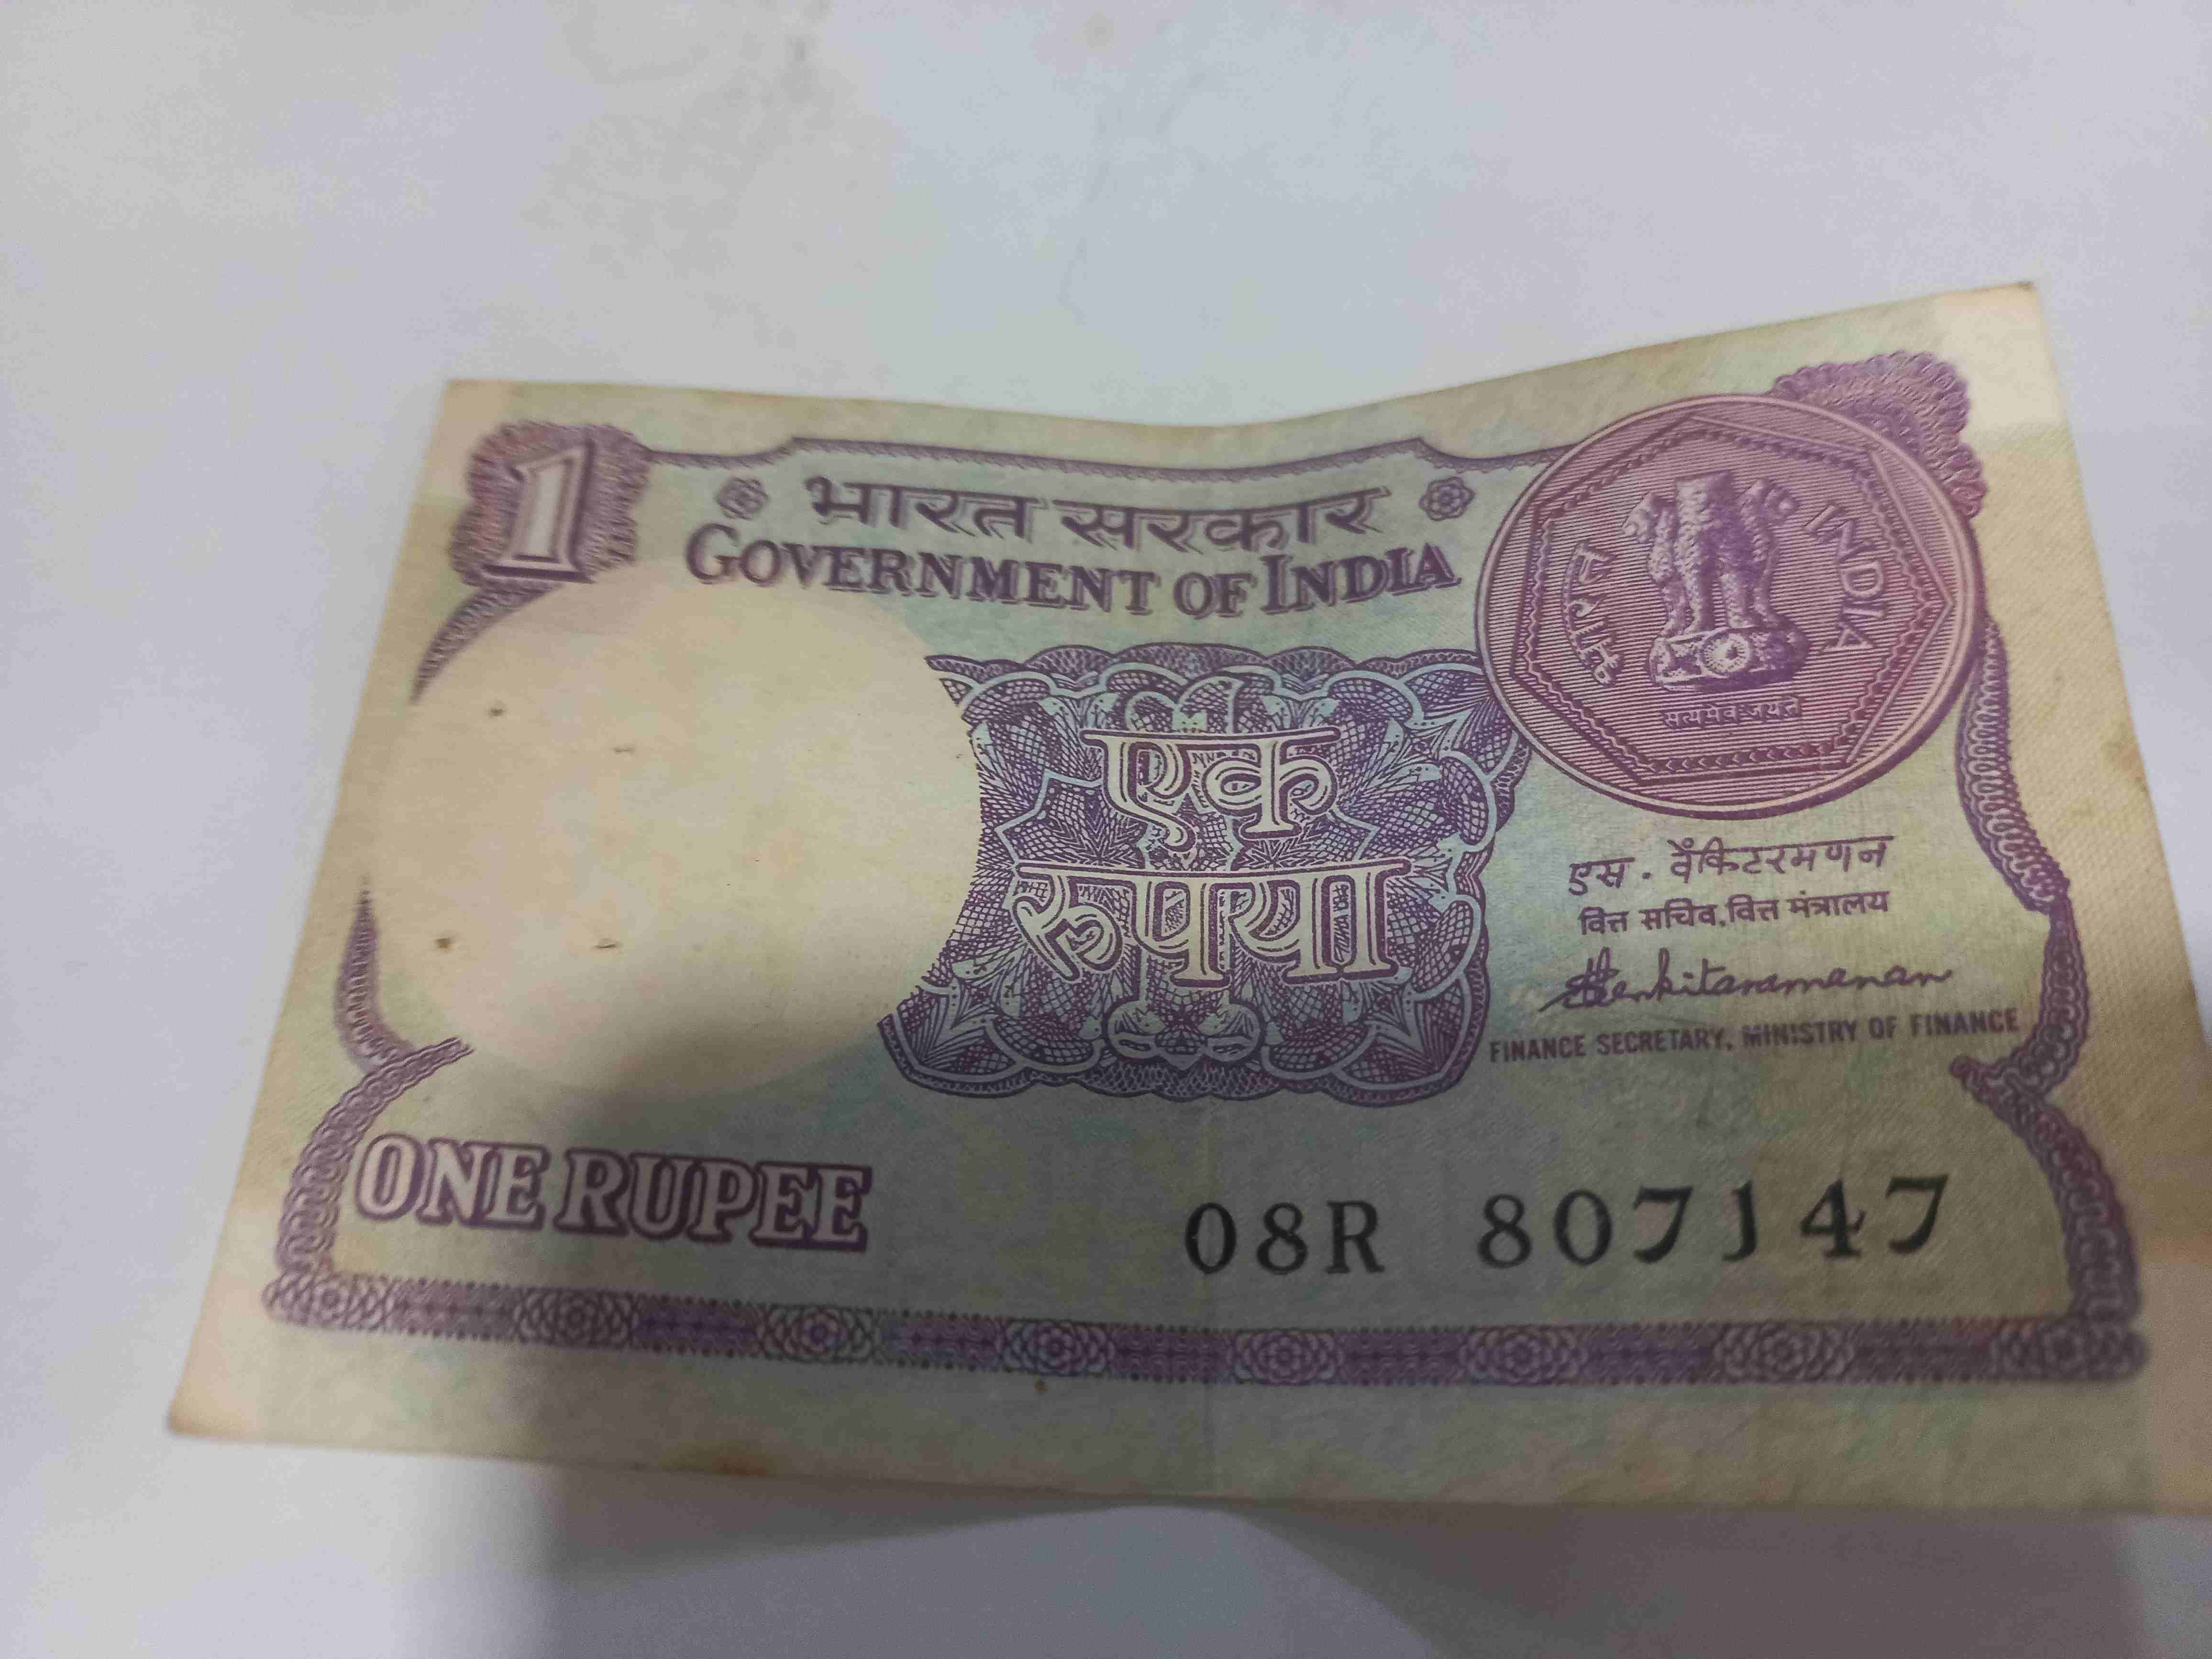 1
भारत सरकार
GOVERNMENT OF INDIA
भारत
INDIA
सत्यमेव जयते
एक
रुपया
एस. वेंकिटरमणन
वित्त सचिव, वित्त मंत्रालय
SVenkitaramanan
FINANCE SECRETARY, MINISTRY OF FINANCE
ONE RUPEE
08R 807147